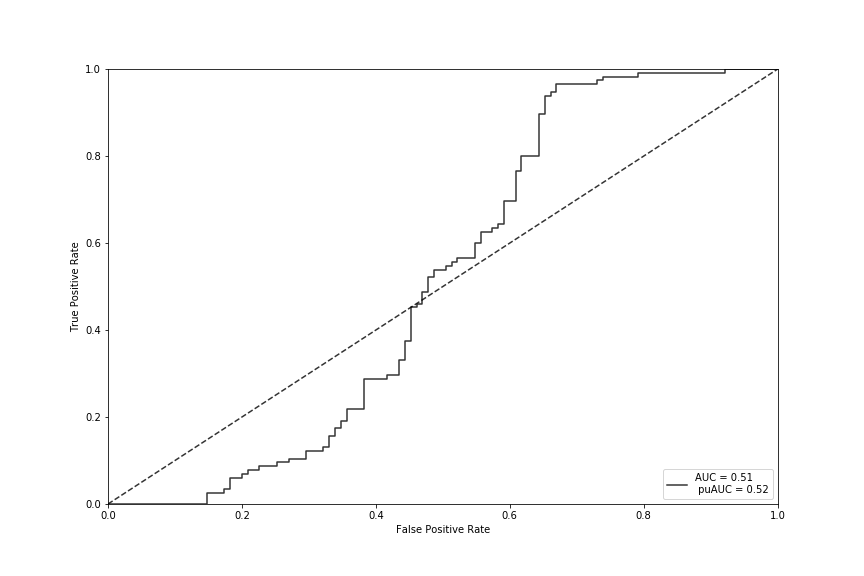 1.0
0.8
0.6
0.4
0.2
0.0
True Positive Rate
AUC = 0.51
puAUC = 0.52
0.0 0.2 0.4 0.6 0.8 1.0
False Positive Rate